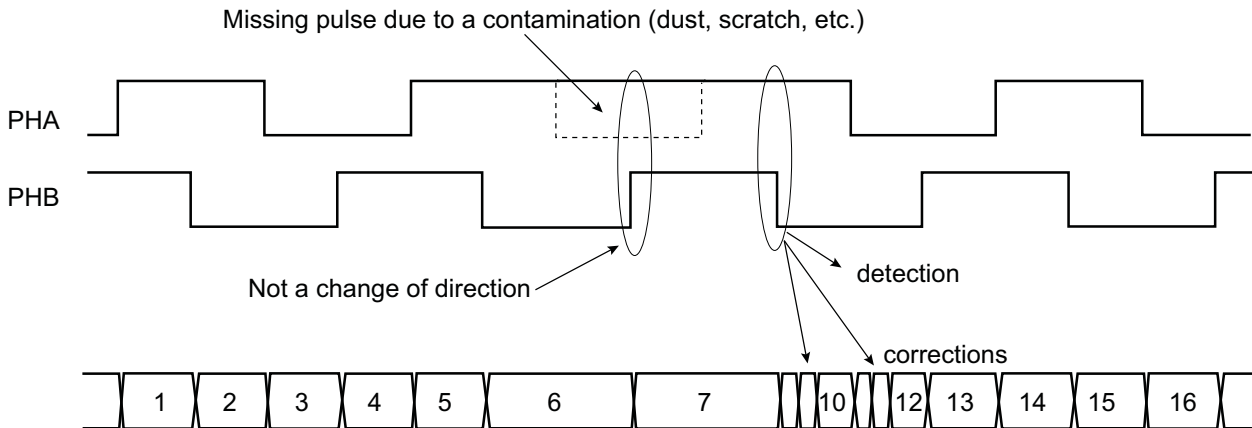 Missing pulse due to a contamination (dust, scratch, etc.)
PHA
PHB
Not a change of direction
detection
corrections
1 2 3 4 5 6 7 10 12 13 14 15 16